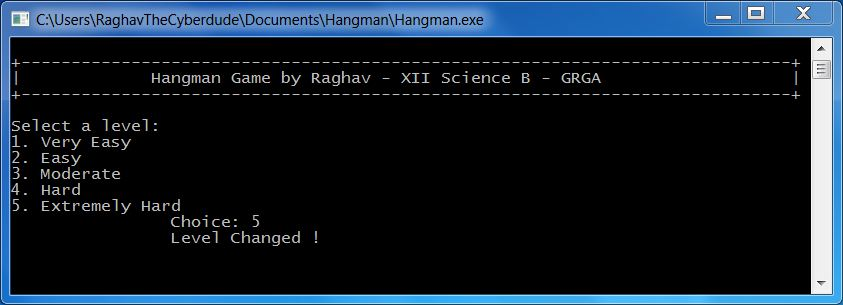 C:\Users\RaghavTheCyberdude\Documents\Hangman\Hangman.exe
+-----------------------------------------------------------------------------+
| Hangman Game by Raghav - XII Science B - GRGA |
+-----------------------------------------------------------------------------+
Select a level:
1. Very Easy
2. Easy
3. Moderate
4. Hard
5. Extremely Hard
Choice: 5
Level Changed !